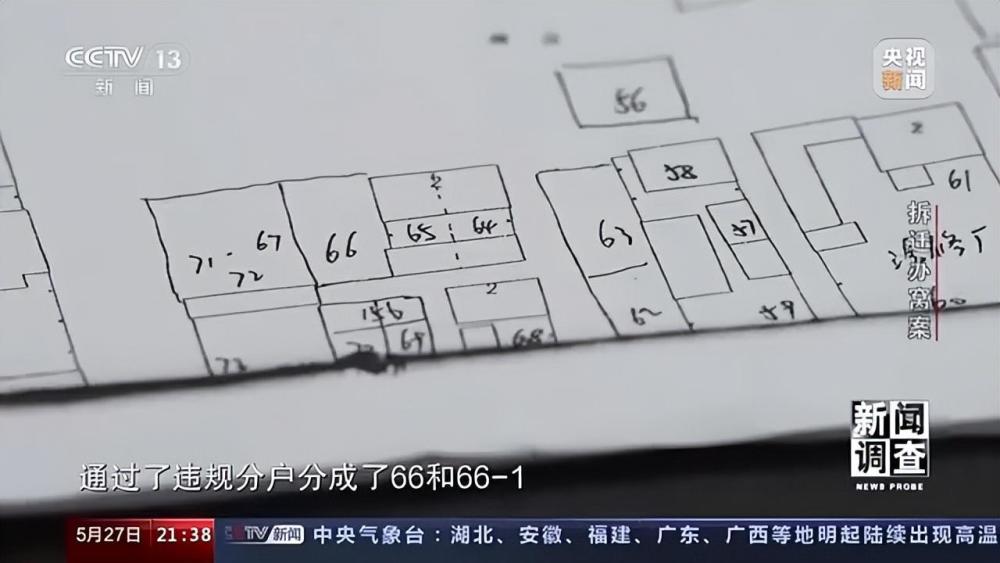 CCTV 13
新闻
央视
新闻
56
2
2
58
61
67
66
65
64
63
57
71.
72
146
2
62
59
69
68
73
拆迁办窝案
新闻
调查
NEWS PROBE
通过了违规分户分成了66和66-1
5月27日 21:38 CCTV新闻 中央气象台：湖北、安徽、福建、广东、广西等地明起陆续出现高温